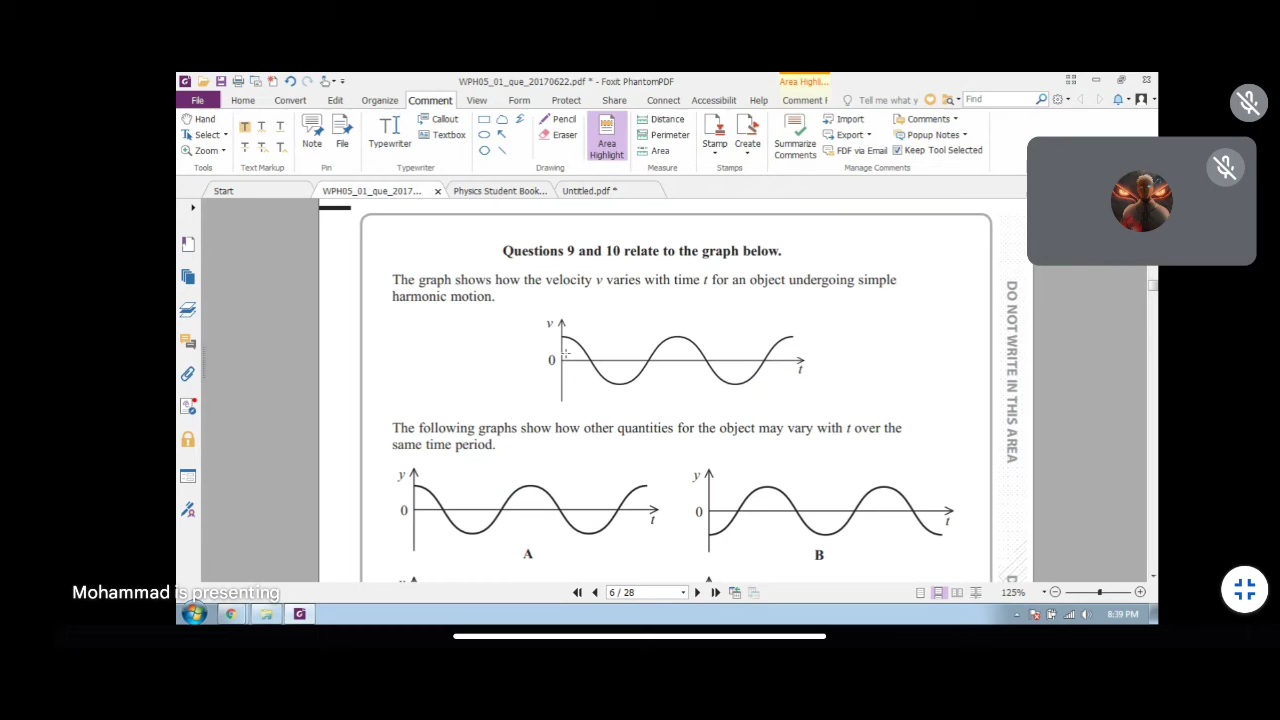 WPH05_01_que_20170622.pdf * - Foxit PhantomPDF
Area Highli...
File Home Convert Edit Organize Comment View Form Protect Share Connect Accessibilit Help Comment F Tell me what y Find
Hand
Select
Zoom
Tools
T T T
T T T
Text Markup
Note File
Pin
Typewriter
Callout
Textbox
Typewriter
Pencil
Eraser
Drawing
Area Highlight
Distance
Perimeter
Area
Measure
Stamp Create
Stamps
Summarize Comments
Import
Export
FDF via Email
Comments
Popup Notes
Keep Tool Selected
Manage Comments
Start WPH05_01_que_2017... Physics Student Book... Untitled.pdf *
Questions 9 and 10 relate to the graph below.
The graph shows how the velocity v varies with time t for an object undergoing simple
harmonic motion.
v
0
t
The following graphs show how other quantities for the object may vary with t over the
same time period.
y
0
t
A
y
0
t
B
DO NOT WRITE IN THIS AREA
Mohammad is presenting
6 / 28
125%
8:39 PM